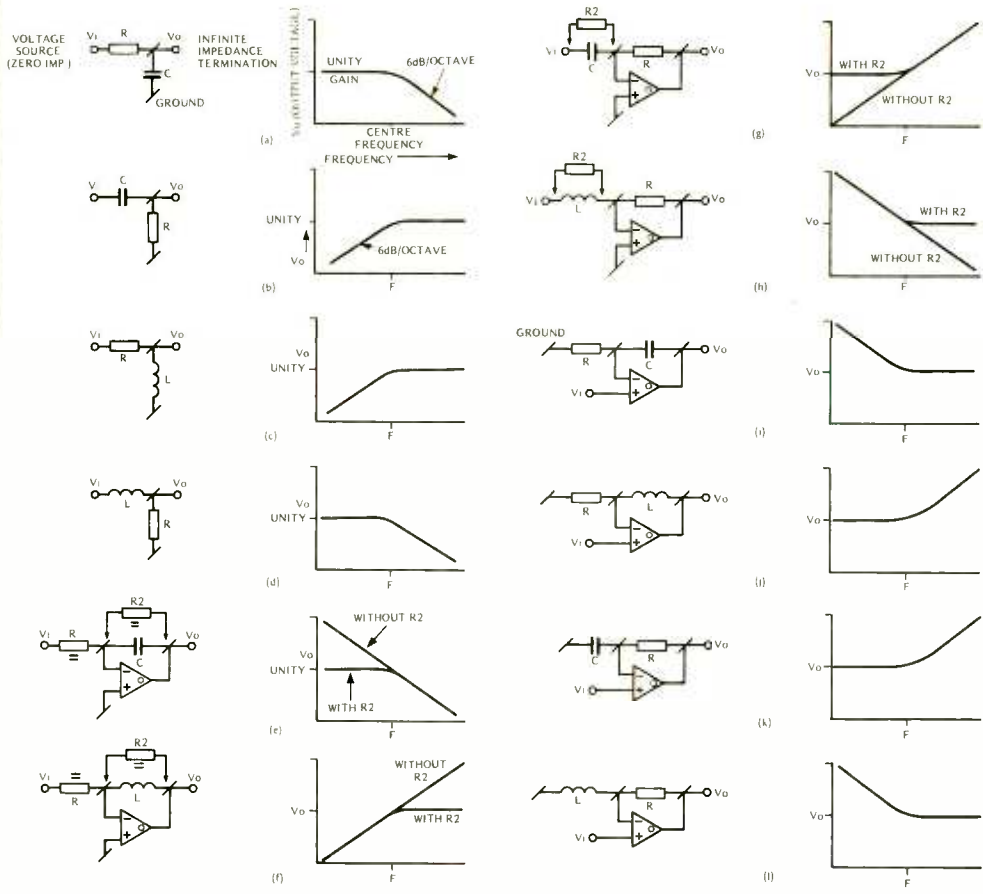 VOLTAGE
SOURCE
(ZERO IMP)
Vi
R
Vo
C
GROUND
INFINITE
IMPEDANCE
TERMINATION
UNITY
GAIN
6dB/OCTAVE
CENTRE
FREQUENCY
FREQUENCY
(a)
V
C
Vo
R
UNITY
Vo
6dB/OCTAVE
F
(b)
Vi
R
Vo
L
Vo
UNITY
F
(c)
Vi
L
Vo
R
Vo
UNITY
F
(d)
R2
=
Vi
R
=
C
Vo
−
+
Vo
UNITY
WITHOUT R2
WITH R2
F
(e)
R2
=
Vi
=
R
L
Vo
−
+
Vo
WITHOUT
R2
WITH R2
F
(f)
R2
Vi
C
R
Vo
−
+
Vo
WITH R2
WITHOUT R2
F
(g)
R2
Vi
L
R
Vo
−
+
Vo
WITH R2
WITHOUT R2
F
(h)
GROUND
R
C
Vo
−
Vi
+
Vo
F
(i)
R
L
Vo
−
Vi
+
Vo
F
(j)
C
R
Vo
−
Vi
+
Vo
F
(k)
L
R
Vo
−
Vi
+
Vo
F
(l)